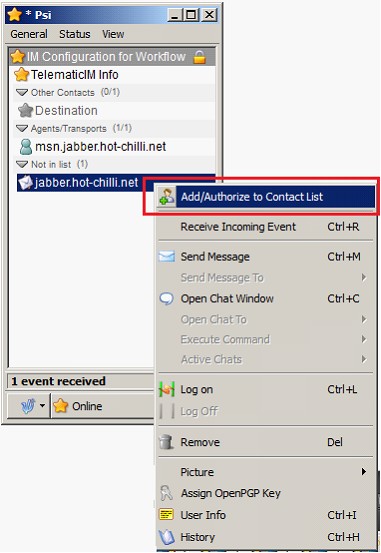 * Psi
General Status View
IM Configuration for Workflow
TelematicIM Info
Other Contacts (0/1)
Destination
Agents/Transports (1/1)
msn.jabber.hot-chilli.net
Not in list (1)
jabber.hot-chilli.net
Add/Authorize to Contact List
Receive Incoming Event Ctrl+R
Send Message Ctrl+M
Send Message To
Open Chat Window Ctrl+C
Open Chat To
Execute Command
Active Chats
1 event received
Log on Ctrl+L
Online
Log Off
Remove Del
Picture
Assign OpenPGP Key
User Info Ctrl+I
History Ctrl+H